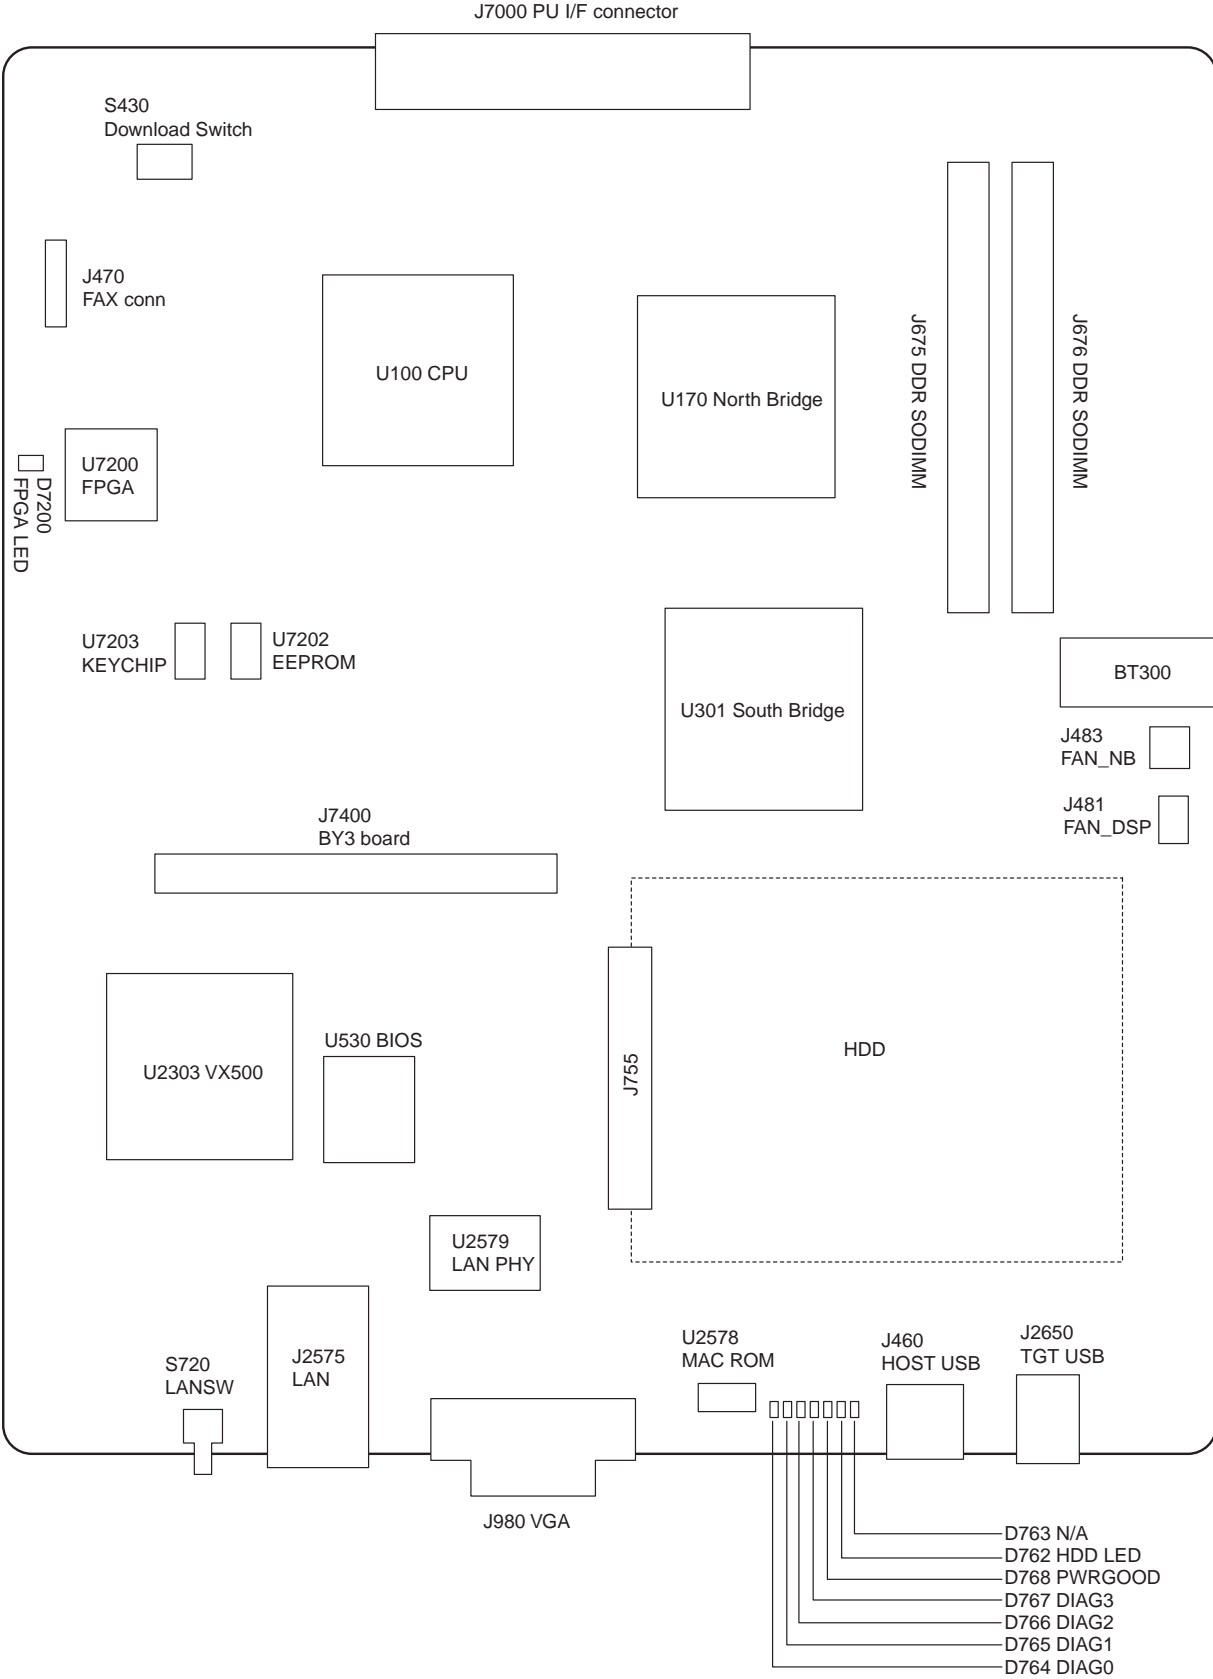 J7000 PU I/F connector
S430
Download Switch
J470
FAX conn
U100 CPU
U170 North Bridge
J675 DDR SODIMM
J676 DDR SODIMM
U7200
FPGA
D7200
FPGA LED
U7203
KEYCHIP
U7202
EEPROM
U301 South Bridge
BT300
J483
FAN_NB
J481
FAN_DSP
J7400
BY3 board
U2303 VX500
U530 BIOS
J755
HDD
U2579
LAN PHY
S720
LANSW
J2575
LAN
U2578
MAC ROM
J460
HOST USB
J2650
TGT USB
J980 VGA
D763 N/A
D762 HDD LED
D768 PWRGOOD
D767 DIAG3
D766 DIAG2
D765 DIAG1
D764 DIAG0